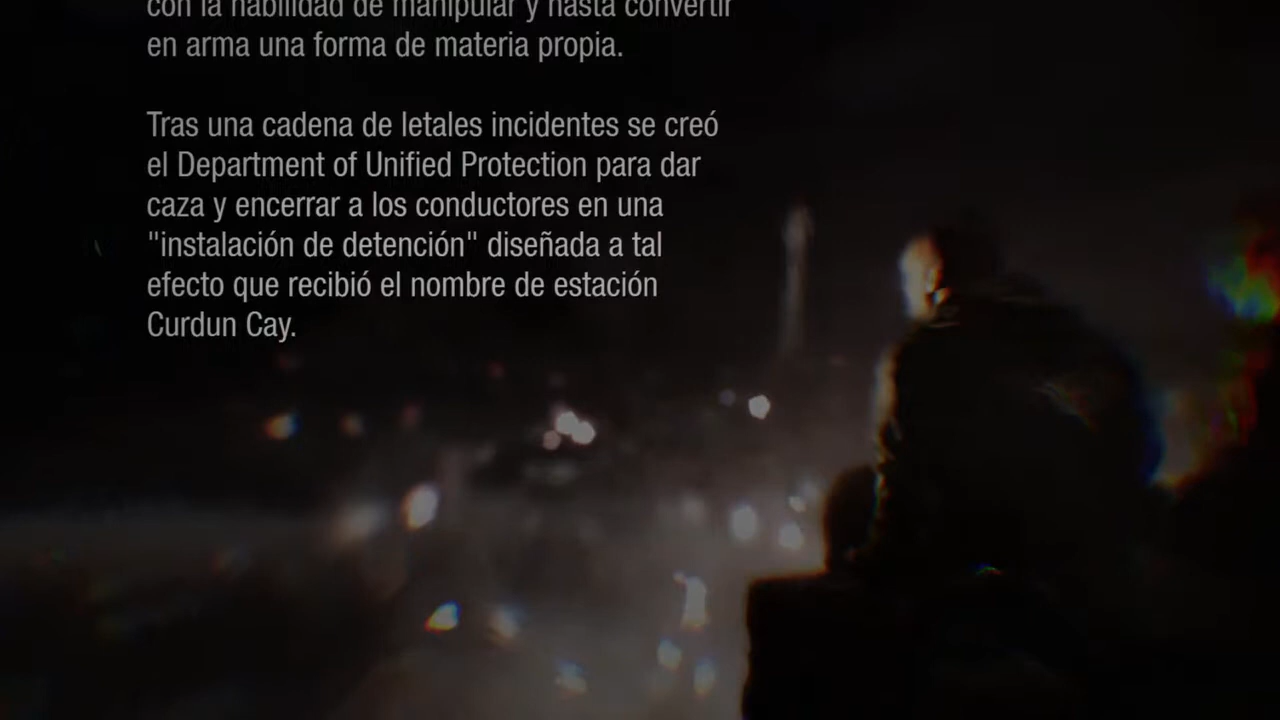 con la habilidad de manipular y hasta convertir
en arma una forma de materia propia.
Tras una cadena de letales incidentes se creó
el Department of Unified Protection para dar
caza y encerrar a los conductores en una
"instalación de detención" diseñada a tal
efecto que recibió el nombre de estación
Curdun Cay.